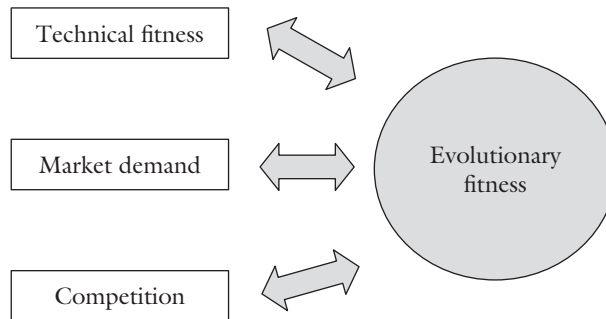 Technical fitness
Market demand
Competition
Evolutionary
fitness